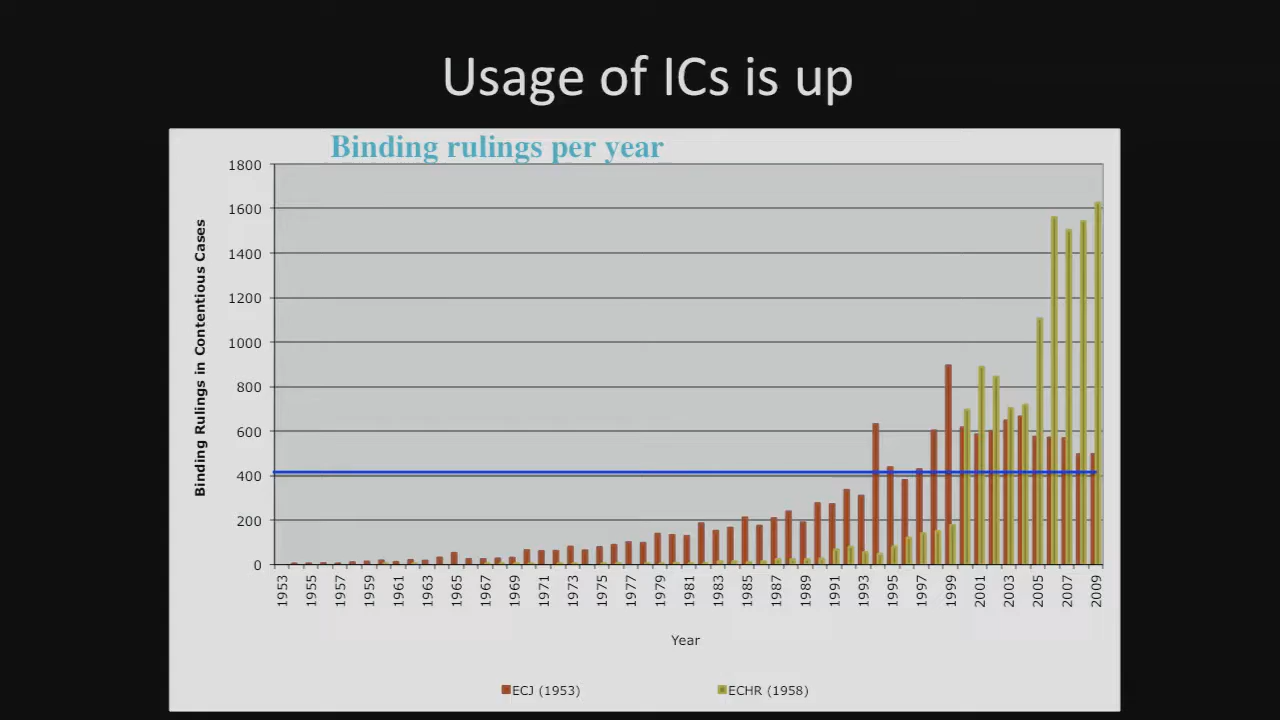 Usage of ICs is up
Binding rulings per year
Binding Rulings in Contentious Cases
1800
1600
1400
1200
1000
800
600
400
200
0
1953 1955 1957 1959 1961 1963 1965 1967 1969 1971 1973 1975 1977 1979 1981 1983 1985 1987 1989 1991 1993 1995 1997 1999 2001 2003 2005 2007 2009
Year
ECJ (1953) ECHR (1958)